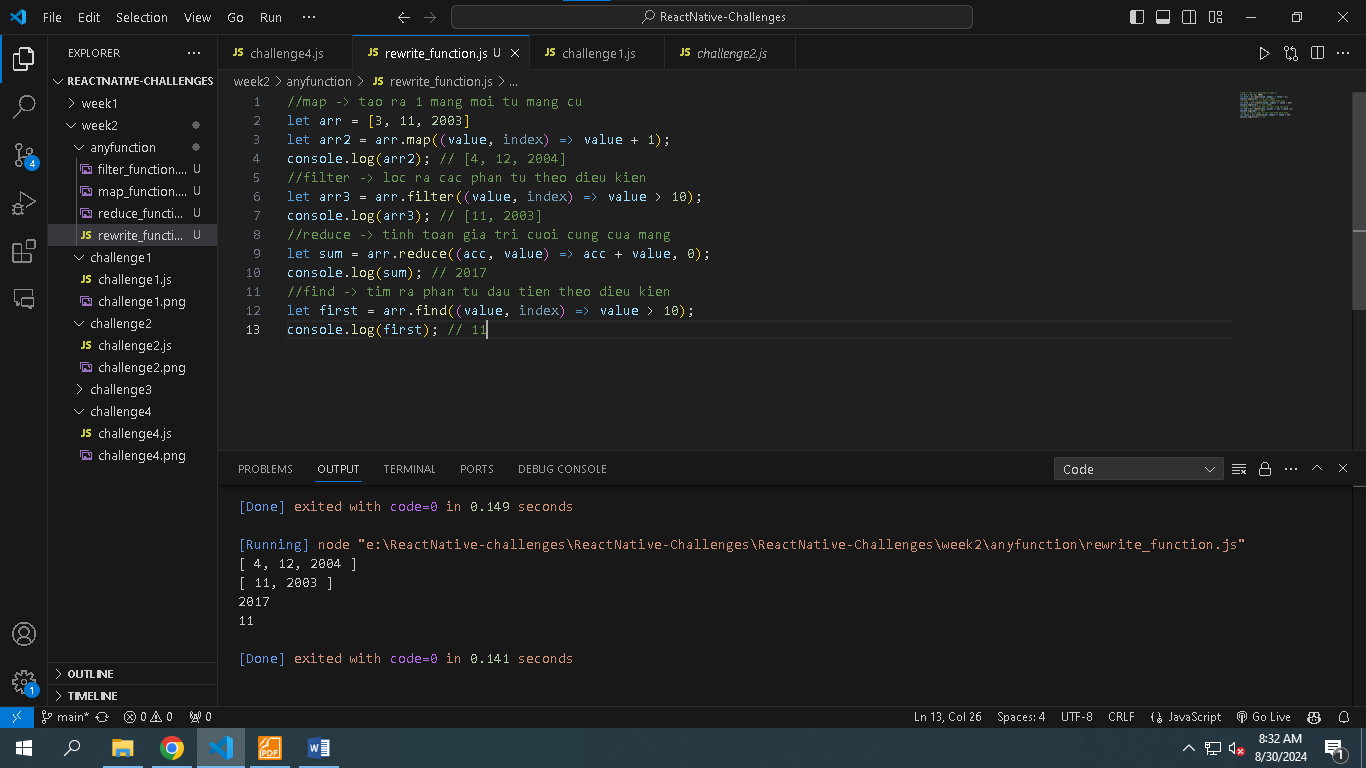 File Edit Selection View Go Run ··· ReactNative-Challenges
EXPLORER ···
REACTNATIVE-CHALLENGES
week1
week2
anyfunction
filter_function.... U
map_function.... U
reduce_functi... U
rewrite_functi... U
challenge1
challenge1.js
challenge1.png
challenge2
challenge2.js
challenge2.png
challenge3
challenge4
JS challenge4.js
challenge4.png
OUTLINE
TIMELINE
JS challenge4.js JS rewrite_function.js U JS challenge1.js JS challenge2.js
week2 > anyfunction > JS rewrite_function.js > ...
1 //map -> tao ra 1 mang moi tu mang cu
2 let arr = [3, 11, 2003]
3 let arr2 = arr.map((value, index) => value + 1);
4 console.log(arr2); // [4, 12, 2004]
5 //filter -> loc ra cac phan tu theo dieu kien
6 let arr3 = arr.filter((value, index) => value > 10);
7 console.log(arr3); // [11, 2003]
8 //reduce -> tinh toan gia tri cuoi cung cua mang
9 let sum = arr.reduce((acc, value) => acc + value, 0);
10 console.log(sum); // 2017
11 //find -> tim ra phan tu dau tien theo dieu kien
12 let first = arr.find((value, index) => value > 10);
13 console.log(first); // 11
PROBLEMS OUTPUT TERMINAL PORTS DEBUG CONSOLE Code
[Done] exited with code=0 in 0.149 seconds
[Running] node "e:\ReactNative-challenges\ReactNative-Challenges\ReactNative-Challenges\week2\anyfunction\rewrite_function.js"
[ 4, 12, 2004 ]
[ 11, 2003 ]
2017
11
[Done] exited with code=0 in 0.141 seconds
4
1
main* 0 0 0 Ln 13, Col 26 Spaces: 4 UTF-8 CRLF JavaScript Go Live
PDF
8:32 AM
8/30/2024
1